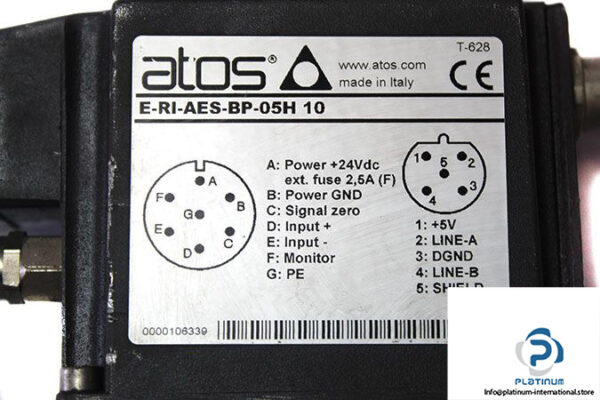 atos®
T-628
www.atos.com
made in Italy
CE
E-RI-AES-BP-05H 10
A: Power +24Vdc
ext. fuse 2,5A (F)
B: Power GND
C: Signal zero
D: Input +
E: Input -
F: Monitor
G: PE
A
B
C
D
E
F
G
1
2
3
4
5
1: +5V
2: LINE-A
3: DGND
4: LINE-B
5: SHIELD
0000106339
PLATINUM
Info@platinum-international.store